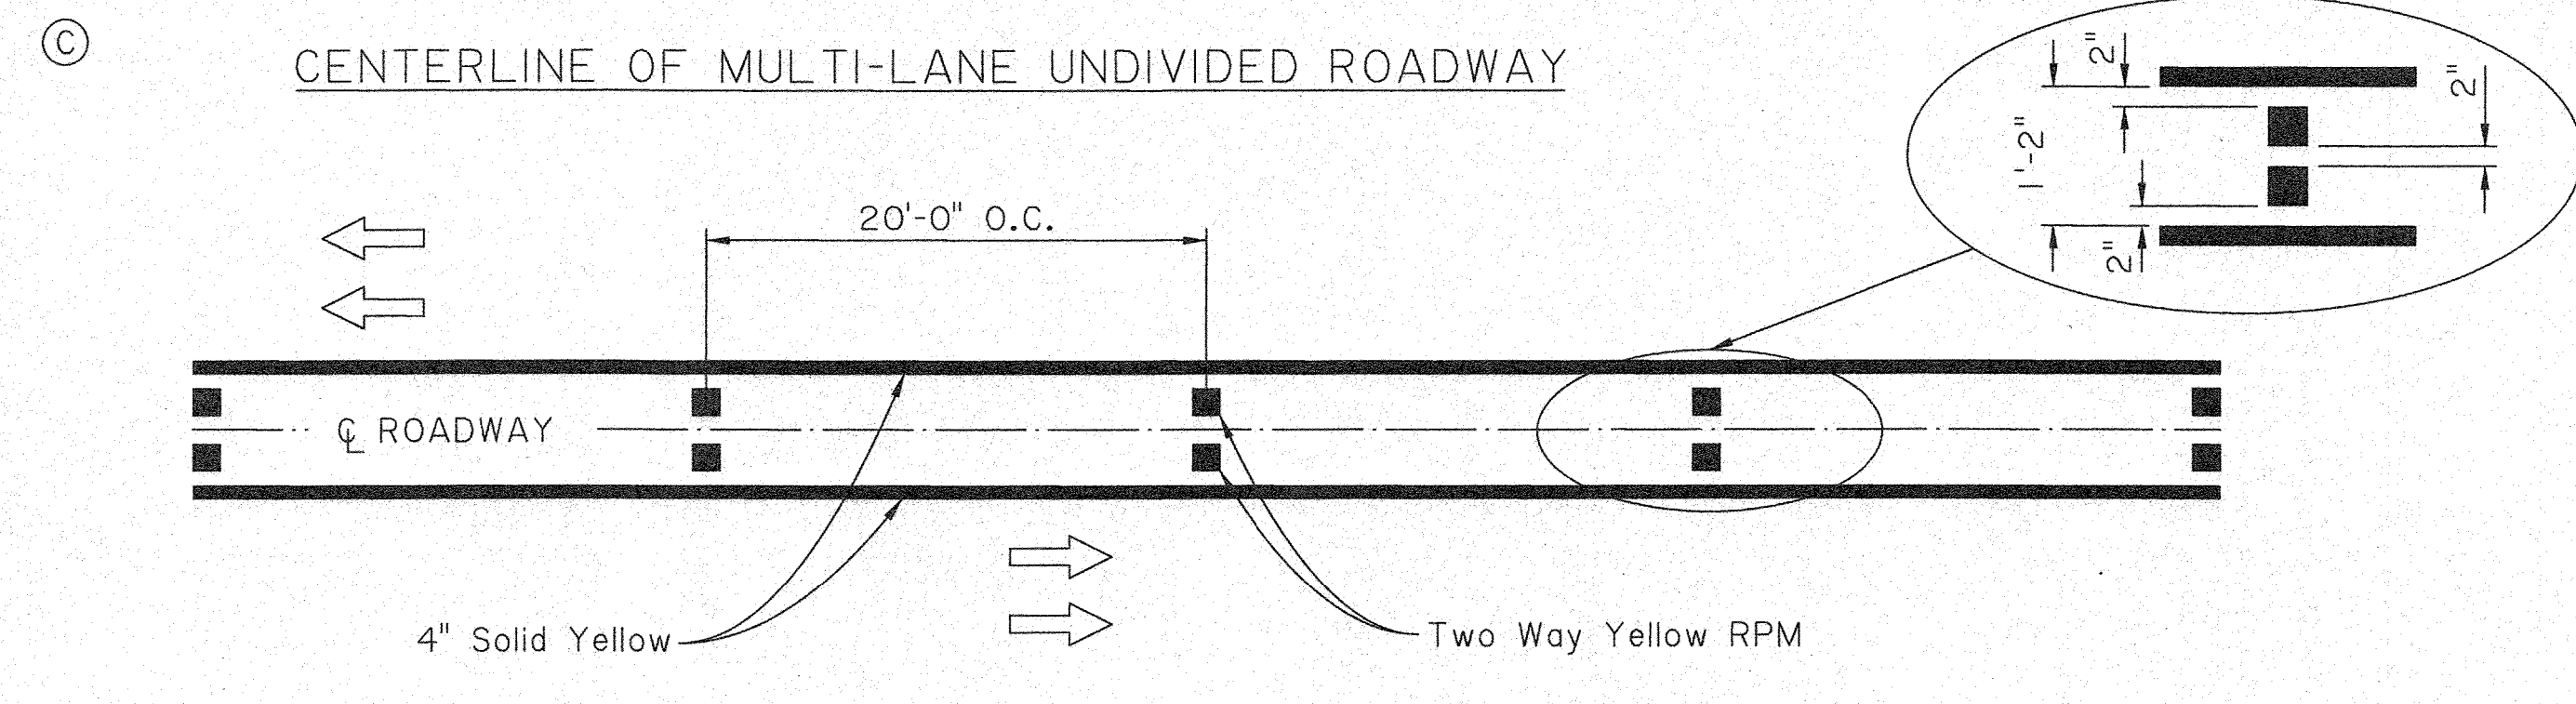 C
CENTERLINE OF MULTI-LANE UNDIVIDED ROADWAY
2"
2"
1'-2"
2"
20'-0" O.C.
℄ ROADWAY
4" Solid Yellow
Two Way Yellow RPM